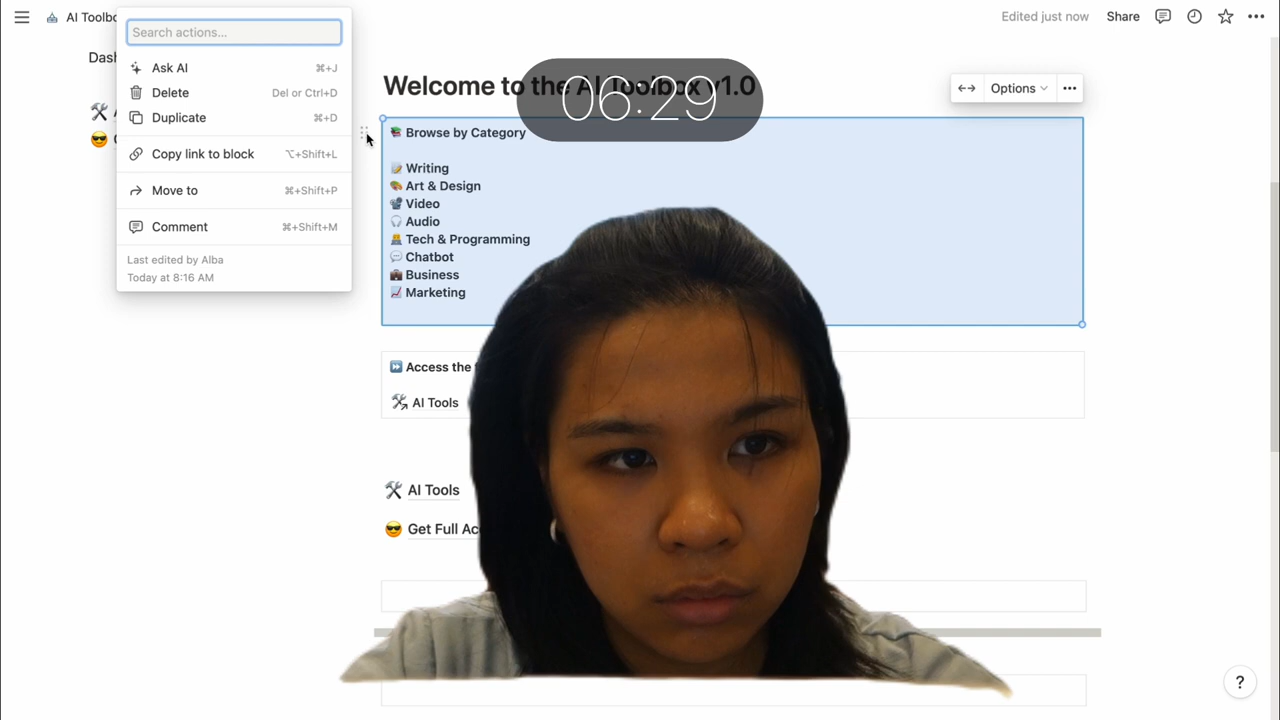 AI Toolbo
Edited just now
Share
Search actions...
Ask AI ⌘+J
Delete Del or Ctrl+D
Duplicate ⌘+D
Copy link to block ⌥+Shift+L
Move to ⌘+Shift+P
Comment ⌘+Shift+M
Last edited by Alba
Today at 8:16 AM
Dash
Welcome to the AI Toolbox v1.0
06:29
Options
Browse by Category
Writing
Art & Design
Video
Audio
Tech & Programming
Chatbot
Business
Marketing
Access the
AI Tools
AI Tools
Get Full Acc
?